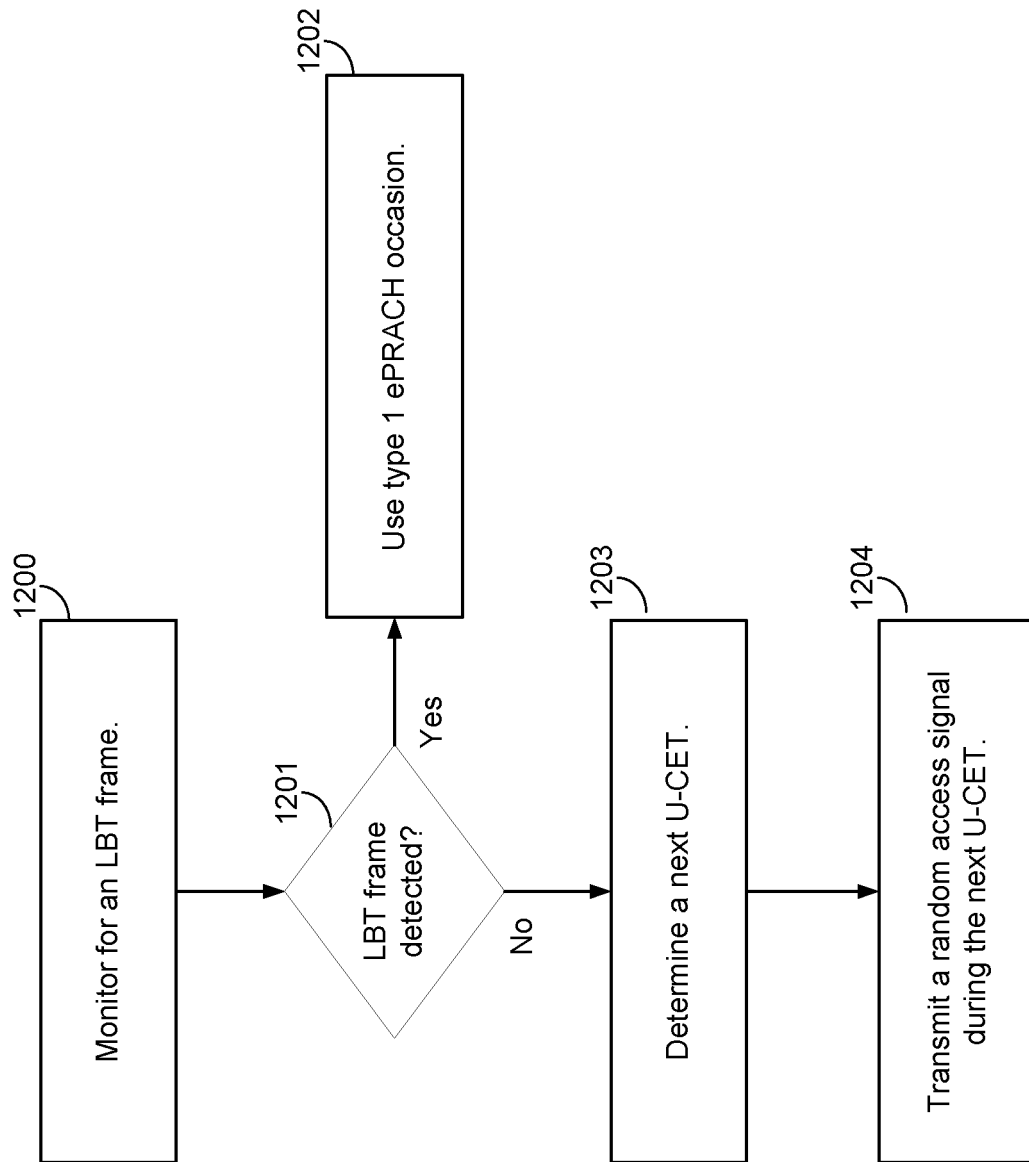 1200
Monitor for an LBT frame.
1201
LBT frame
detected?
Yes
1202
Use type 1 ePRACH occasion.
No
1203
Determine a next U-CET.
1204
Transmit a random access signal
during the next U-CET.